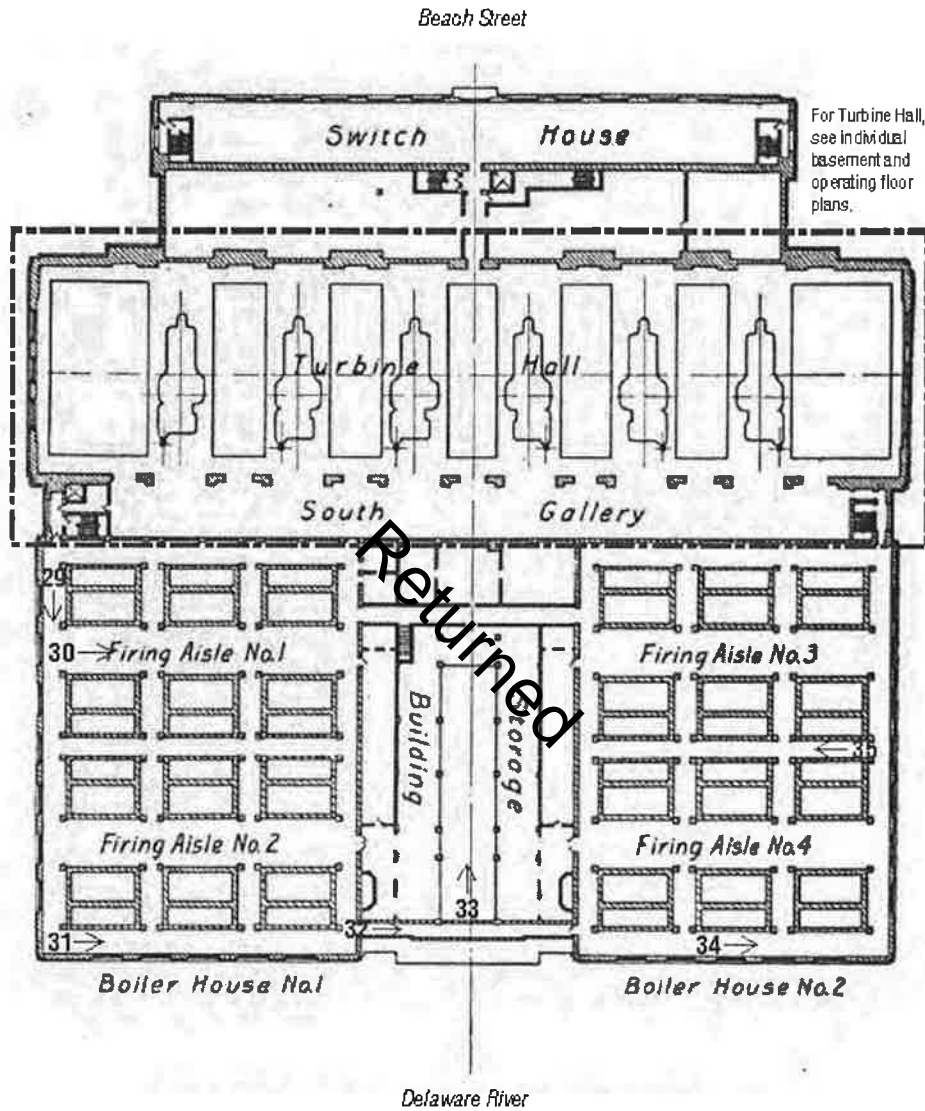 Beach Street
For Turbine Hall,
see individual
basement and
operating floor
plans.
Switch House
Turbine Hall
South Gallery
Returned
29
30 Firing Aisle No.1
Firing Aisle No.3
Building
Storage
35
Firing Aisle No.2
Firing Aisle No.4
31
32
33
34
Boiler House No.1
Boiler House No.2
Delaware River